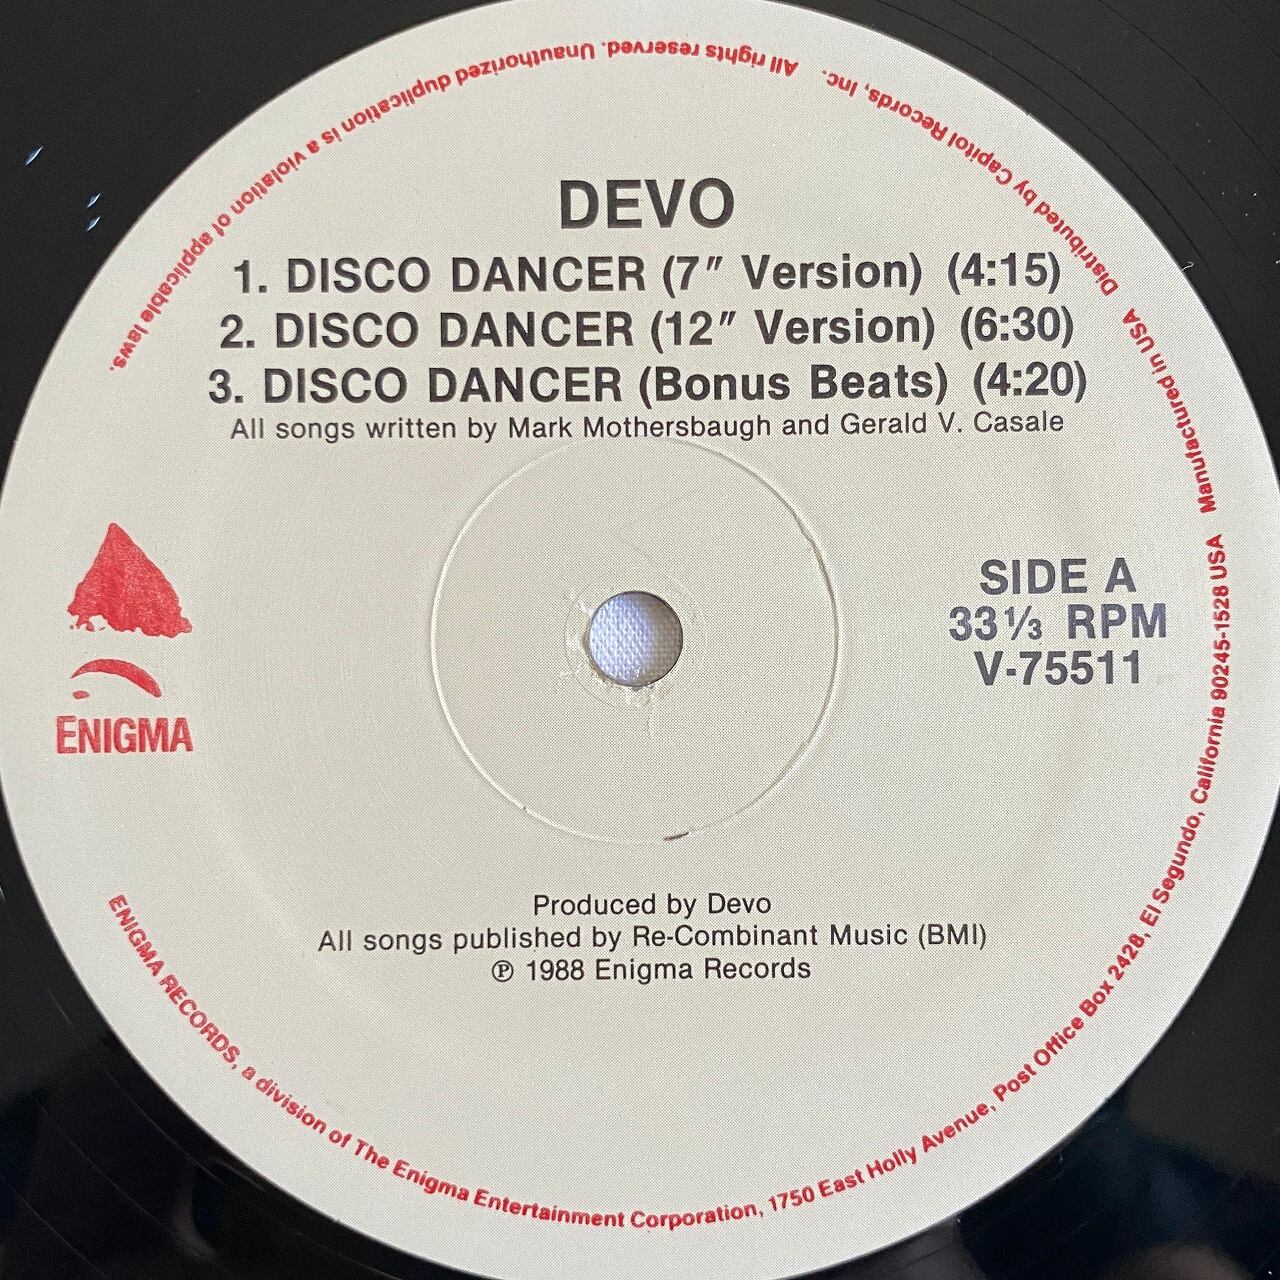 DEVO
1. DISCO DANCER (7″ Version) (4:15)
2. DISCO DANCER (12″ Version) (6:30)
3. DISCO DANCER (Bonus Beats) (4:20)
All songs written by Mark Mothersbaugh and Gerald V. Casale
ENIGMA
SIDE A
33⅓ RPM
V-75511
Produced by Devo
All songs published by Re-Combinant Music (BMI)
℗ 1988 Enigma Records
ENIGMA RECORDS, a division of The Enigma Entertainment Corporation, 1750 East Holly Avenue, Post Office Box 2428, El Segundo, California 90245-1528 USA Manufactured in USA Distributed by Capitol Records, Inc. All rights reserved. Unauthorized duplication is a violation of applicable laws.